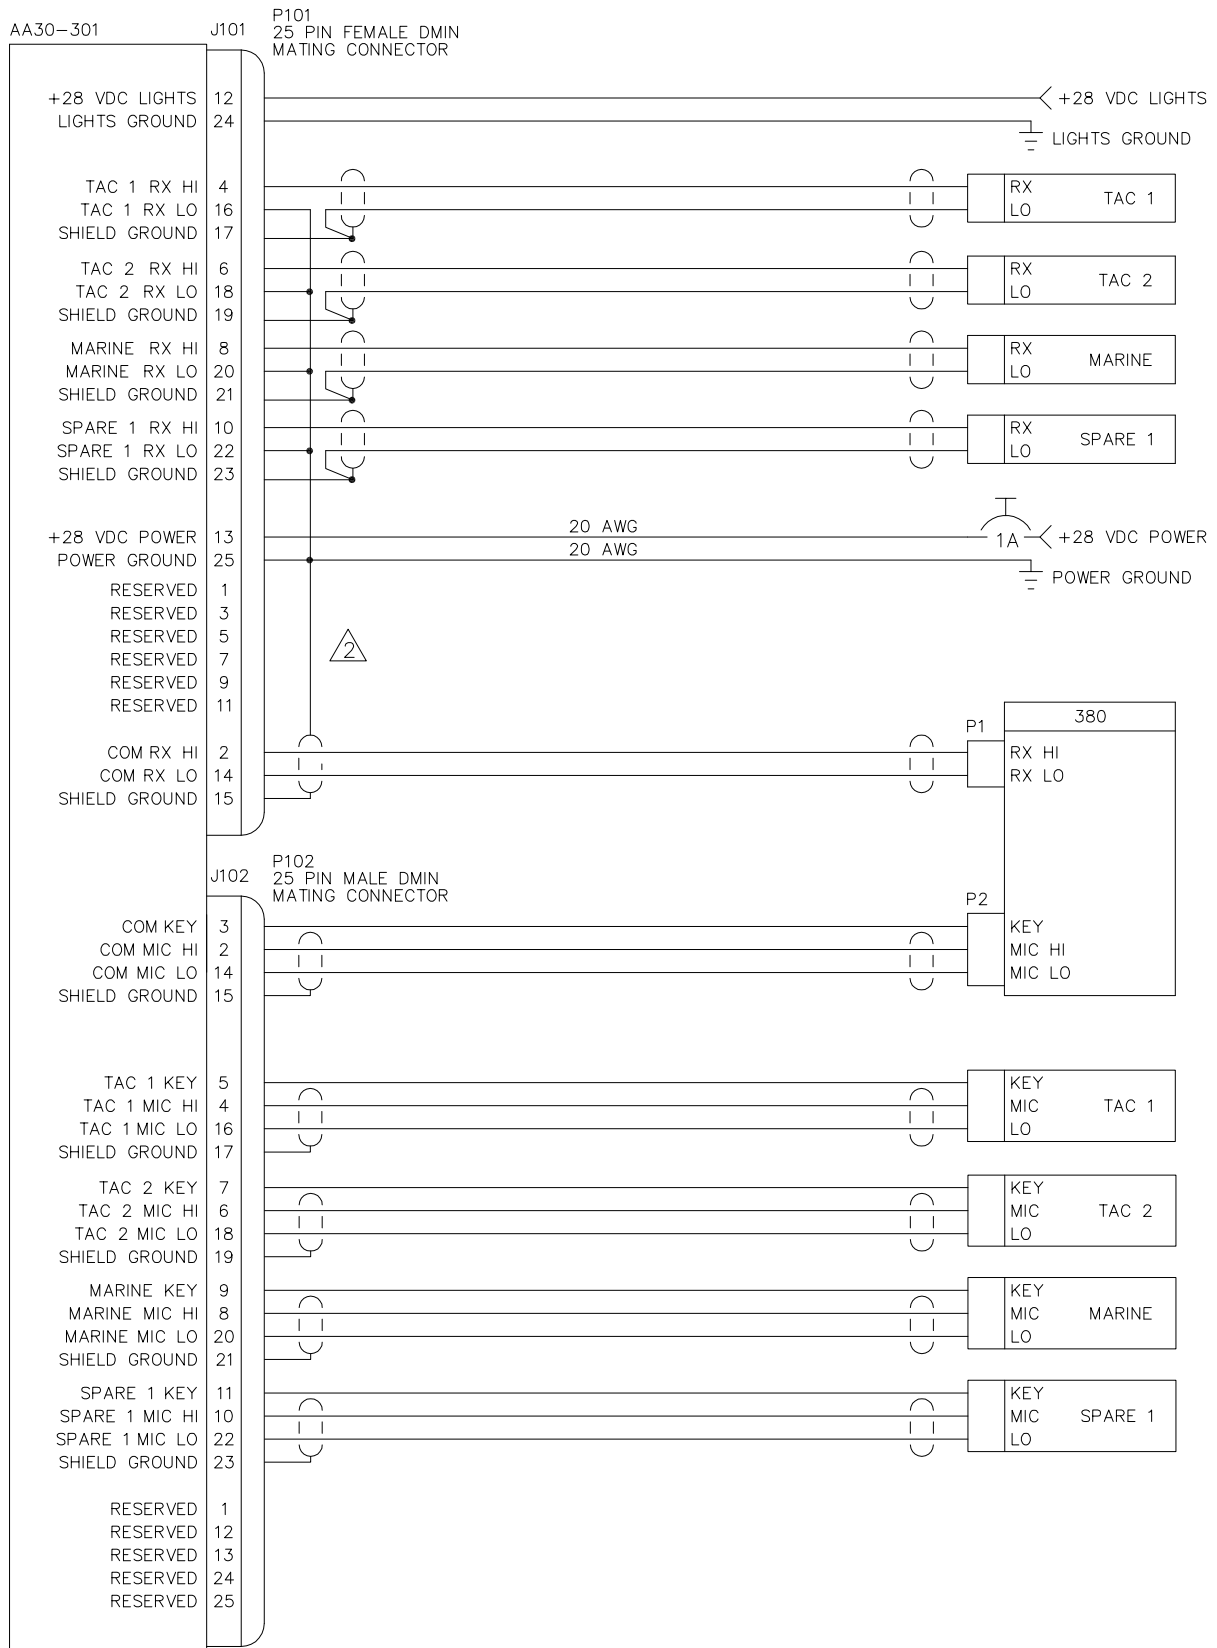 AA30-301 J101 P101
25 PIN FEMALE DMIN
MATING CONNECTOR
+28 VDC LIGHTS 12 +28 VDC LIGHTS
LIGHTS GROUND 24 LIGHTS GROUND
TAC 1 RX HI 4 RX TAC 1
TAC 1 RX LO 16 LO
SHIELD GROUND 17
TAC 2 RX HI 6 RX TAC 2
TAC 2 RX LO 18 LO
SHIELD GROUND 19
MARINE RX HI 8 RX MARINE
MARINE RX LO 20 LO
SHIELD GROUND 21
SPARE 1 RX HI 10 RX SPARE 1
SPARE 1 RX LO 22 LO
SHIELD GROUND 23
+28 VDC POWER 13 20 AWG 1A +28 VDC POWER
POWER GROUND 25 20 AWG POWER GROUND
RESERVED 1
RESERVED 3
RESERVED 5
RESERVED 7 2
RESERVED 9
RESERVED 11
P1 380
COM RX HI 2 RX HI
COM RX LO 14 RX LO
SHIELD GROUND 15
J102 P102
25 PIN MALE DMIN
MATING CONNECTOR
P2
COM KEY 3 KEY
COM MIC HI 2 MIC HI
COM MIC LO 14 MIC LO
SHIELD GROUND 15
TAC 1 KEY 5 KEY
TAC 1 MIC HI 4 MIC TAC 1
TAC 1 MIC LO 16 LO
SHIELD GROUND 17
TAC 2 KEY 7 KEY
TAC 2 MIC HI 6 MIC TAC 2
TAC 2 MIC LO 18 LO
SHIELD GROUND 19
MARINE KEY 9 KEY
MARINE MIC HI 8 MIC MARINE
MARINE MIC LO 20 LO
SHIELD GROUND 21
SPARE 1 KEY 11 KEY
SPARE 1 MIC HI 10 MIC SPARE 1
SPARE 1 MIC LO 22 LO
SHIELD GROUND 23
RESERVED 1
RESERVED 12
RESERVED 13
RESERVED 24
RESERVED 25